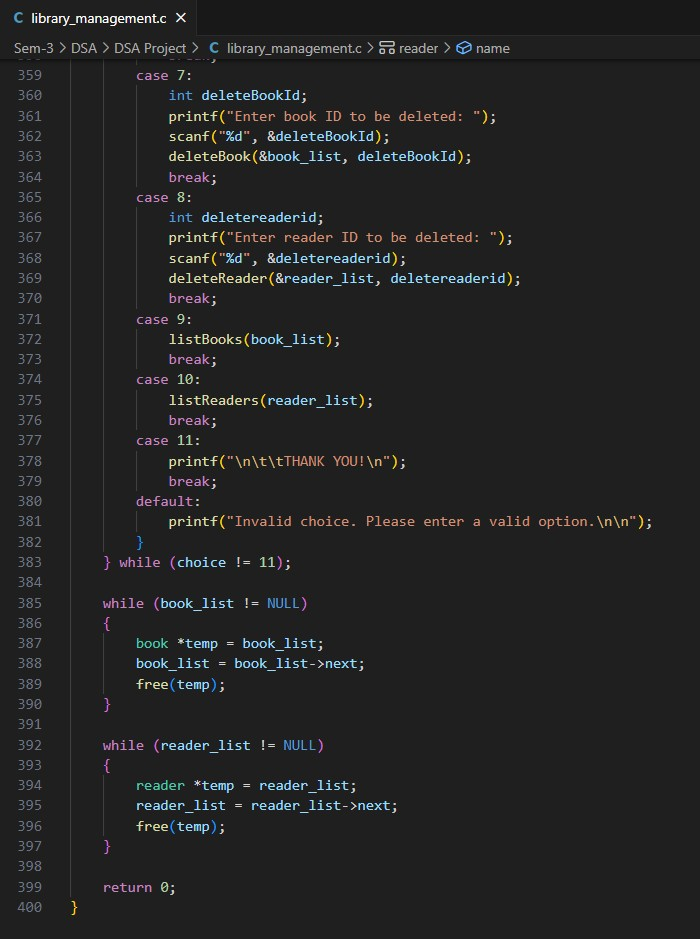 C library_management.c ×
Sem-3 > DSA > DSA Project > C library_management.c > reader > name
359 case 7:
360 int deleteBookId;
361 printf("Enter book ID to be deleted: ");
362 scanf("%d", &deleteBookId);
363 deleteBook(&book_list, deleteBookId);
364 break;
365 case 8:
366 int deletereaderid;
367 printf("Enter reader ID to be deleted: ");
368 scanf("%d", &deletereaderid);
369 deleteReader(&reader_list, deletereaderid);
370 break;
371 case 9:
372 listBooks(book_list);
373 break;
374 case 10:
375 listReaders(reader_list);
376 break;
377 case 11:
378 printf("\n\t\tTHANK YOU!\n");
379 break;
380 default:
381 printf("Invalid choice. Please enter a valid option.\n\n");
382 }
383 } while (choice != 11);
384
385 while (book_list != NULL)
386 {
387 book *temp = book_list;
388 book_list = book_list->next;
389 free(temp);
390 }
391
392 while (reader_list != NULL)
393 {
394 reader *temp = reader_list;
395 reader_list = reader_list->next;
396 free(temp);
397 }
398
399 return 0;
400 }